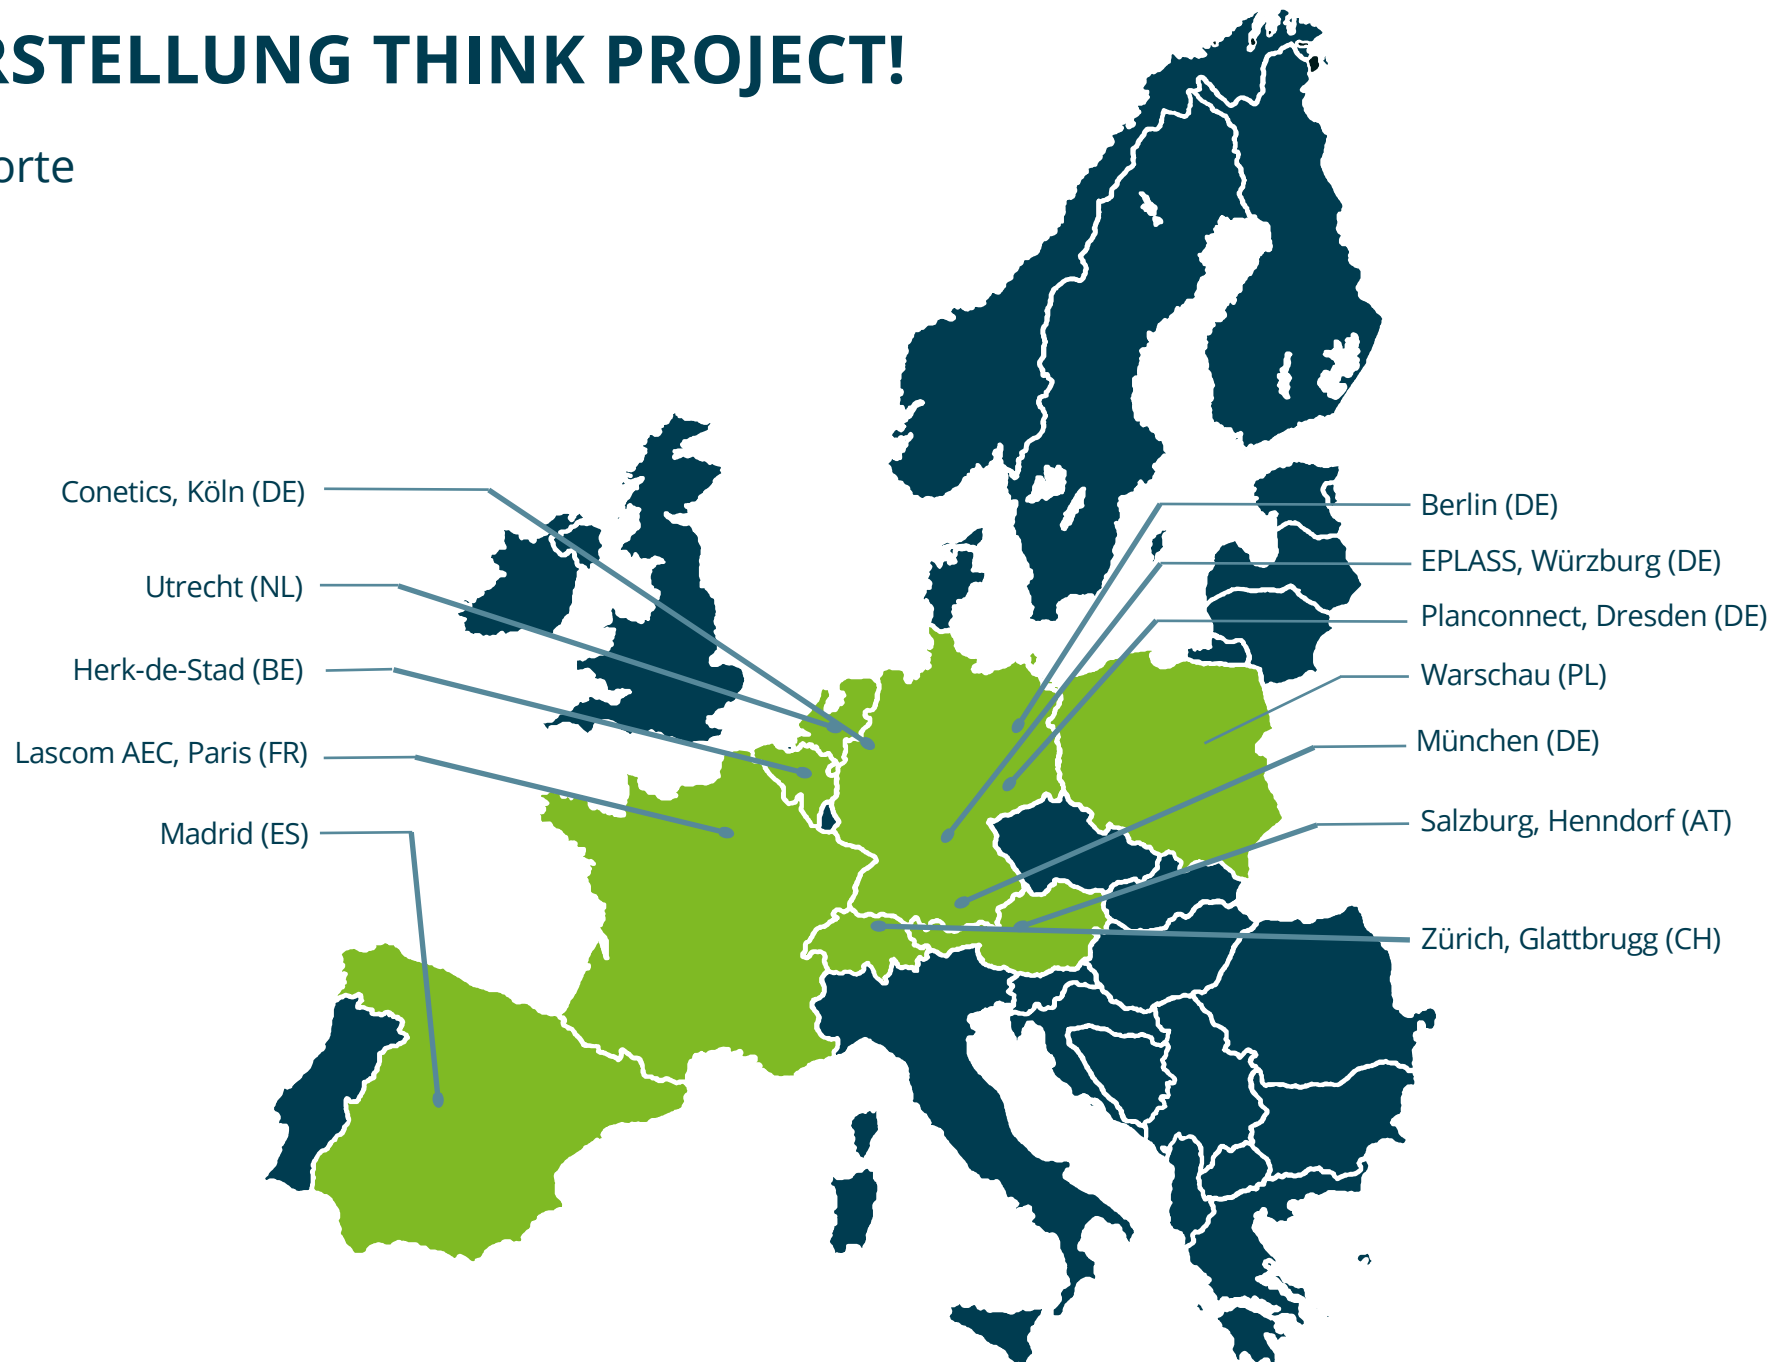 RSTELLUNG THINK PROJECT!
orte
Conetics, Köln (DE)
Utrecht (NL)
Herk-de-Stad (BE)
Lascom AEC, Paris (FR)
Madrid (ES)
Berlin (DE)
EPLASS, Würzburg (DE)
Planconnect, Dresden (DE)
Warschau (PL)
München (DE)
Salzburg, Henndorf (AT)
Zürich, Glattbrugg (CH)